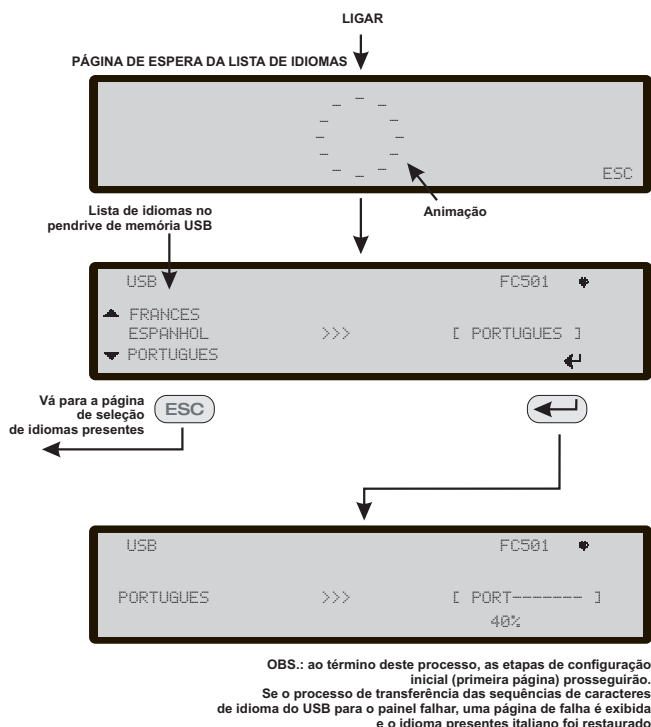 LIGAR
PÁGINA DE ESPERA DA LISTA DE IDIOMAS
ESC
Lista de idiomas no
pendrive de memória USB
Animação
USB FC501
FRANCES
ESPANHOL >>> [ PORTUGUES ]
PORTUGUES
Vá para a página
de seleção
de idiomas presentes
ESC
USB FC501
PORTUGUES >>> [ PORT------- ]
40%
OBS.: ao término deste processo, as etapas de configuração
inicial (primeira página) prosseguirão.
Se o processo de transferência das sequências de caracteres
de idioma do USB para o painel falhar, uma página de falha é exibida
e o idioma presentes italiano foi restaurado